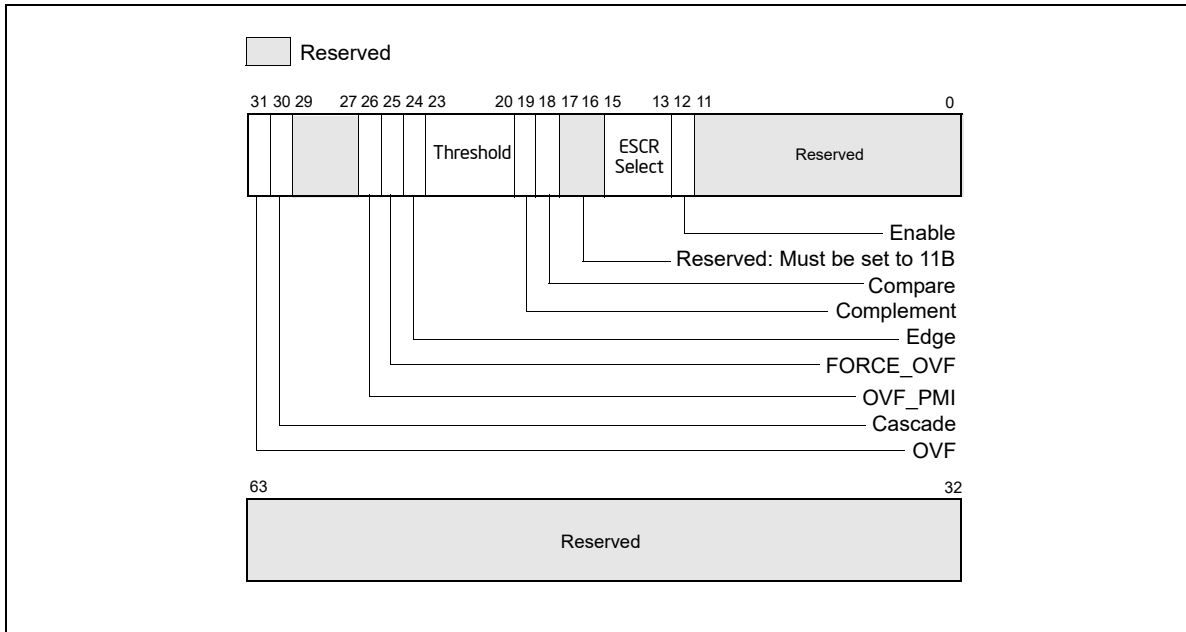 Reserved
31 30 29 27 26 25 24 23 20 19 18 17 16 15 13 12 11 0
Threshold
ESCR
Select
Reserved
Enable
Reserved: Must be set to 11B
Compare
Complement
Edge
FORCE_OVF
OVF_PMI
Cascade
OVF
63 32
Reserved